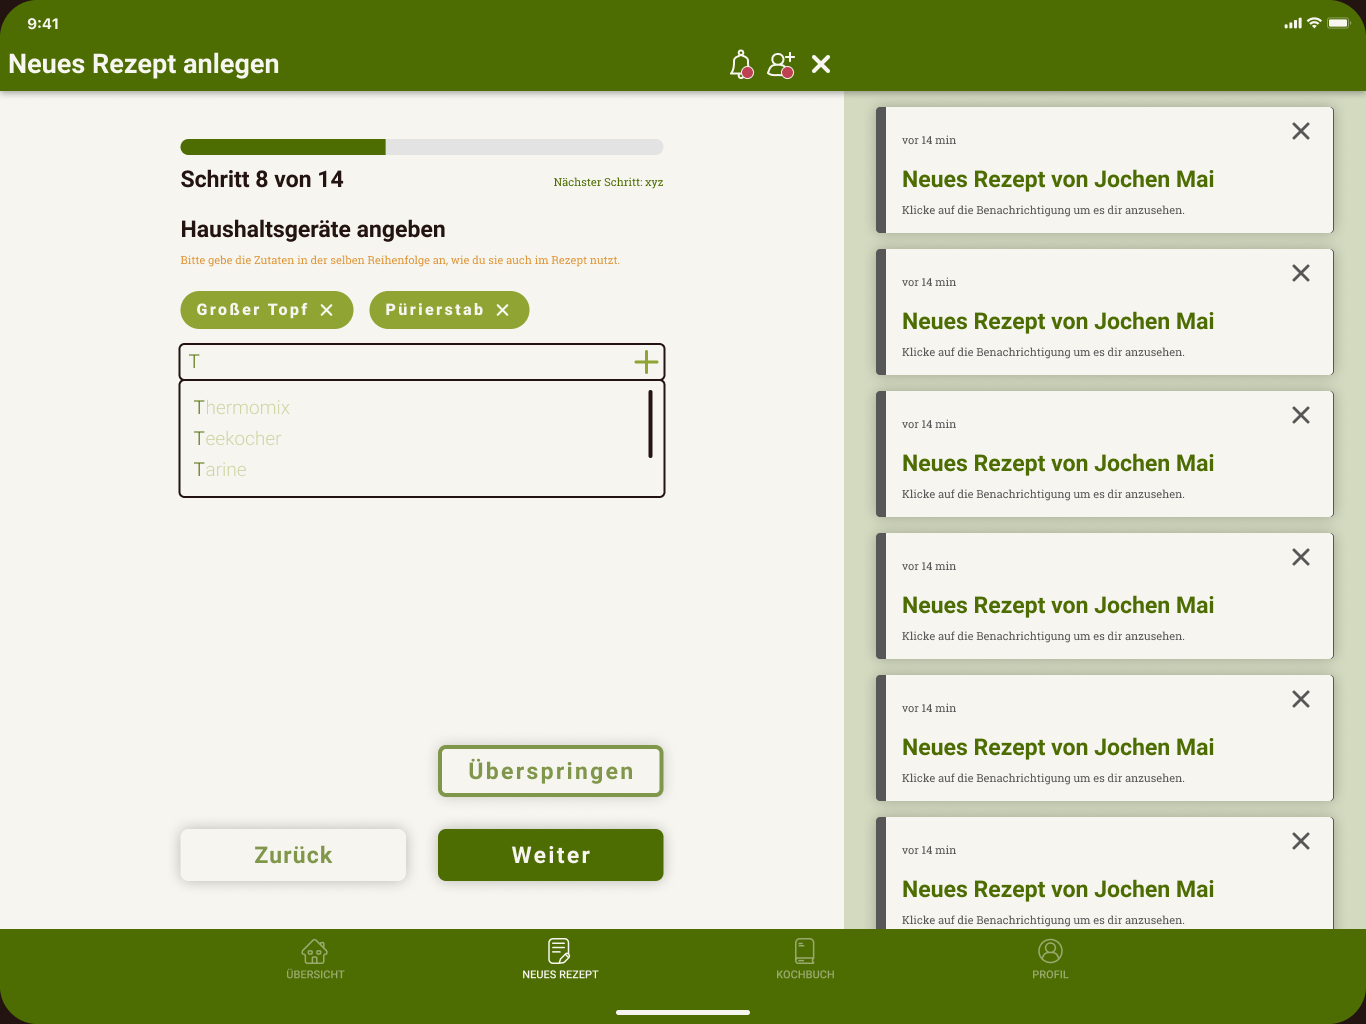 9:41
Neues Rezept anlegen
Schritt 8 von 14
Nächster Schritt: xyz
Haushaltsgeräte angeben
Bitte gebe die Zutaten in der selben Reihenfolge an, wie du sie auch im Rezept nutzt.
Großer Topf
Pürierstab
T
Thermomix
Teekocher
Tarine
Überspringen
Zurück
Weiter
vor 14 min
Neues Rezept von Jochen Mai
Klicke auf die Benachrichtigung um es dir anzusehen.
vor 14 min
Neues Rezept von Jochen Mai
Klicke auf die Benachrichtigung um es dir anzusehen.
vor 14 min
Neues Rezept von Jochen Mai
Klicke auf die Benachrichtigung um es dir anzusehen.
vor 14 min
Neues Rezept von Jochen Mai
Klicke auf die Benachrichtigung um es dir anzusehen.
vor 14 min
Neues Rezept von Jochen Mai
Klicke auf die Benachrichtigung um es dir anzusehen.
vor 14 min
Neues Rezept von Jochen Mai
Klicke auf die Benachrichtigung um es dir anzusehen.
ÜBERSICHT
NEUES REZEPT
KOCHBUCH
PROFIL